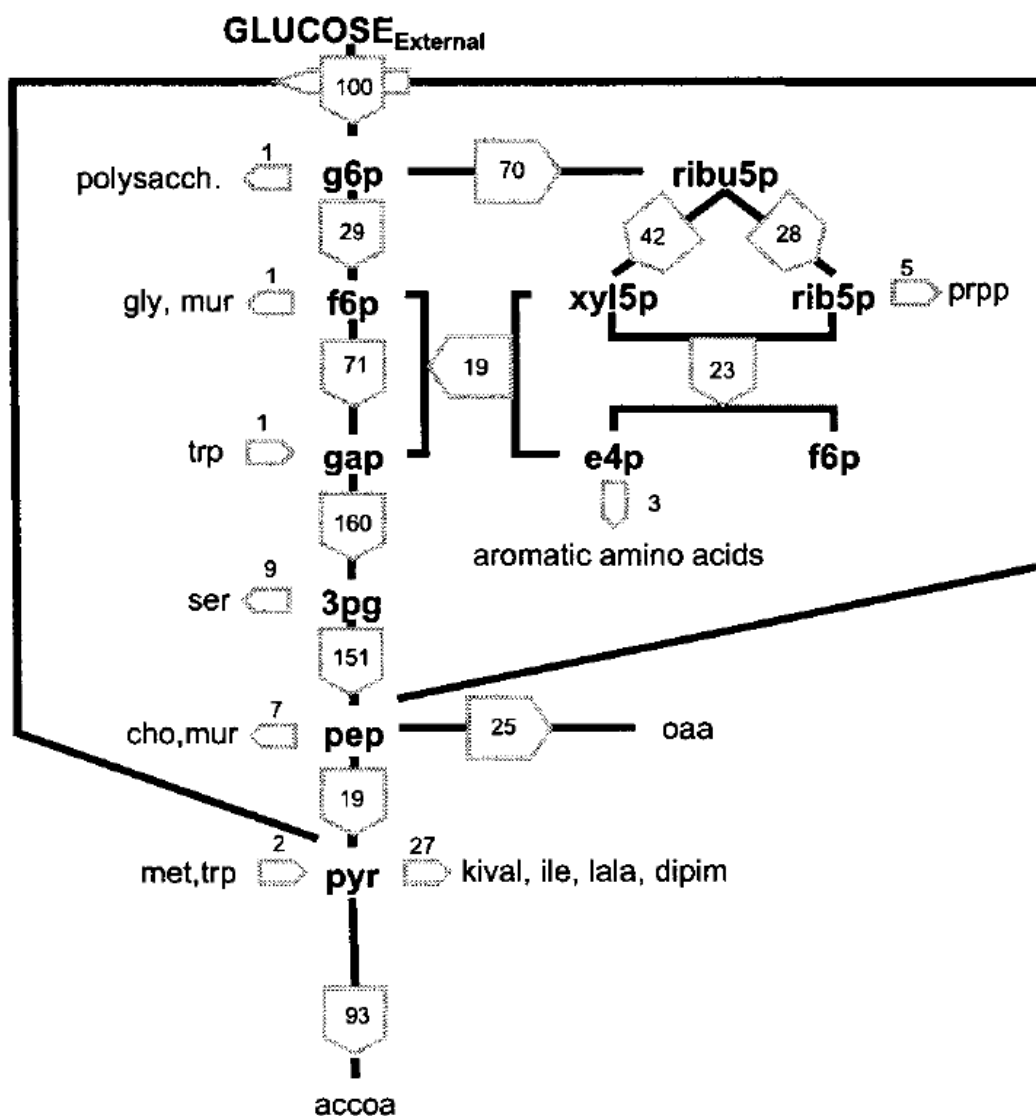 GLUCOSE External
100
1
polysacch.
g6p
70
ribu5p
29
42
28
1
gly, mur
f6p
xyl5p
rib5p
5
prpp
71
19
23
1
trp
gap
e4p
f6p
160
3
aromatic amino acids
9
ser
3pg
151
7
cho,mur
pep
25
oaa
19
2
met,trp
pyr
27
kival, ile, lala, dipim
93
accoa